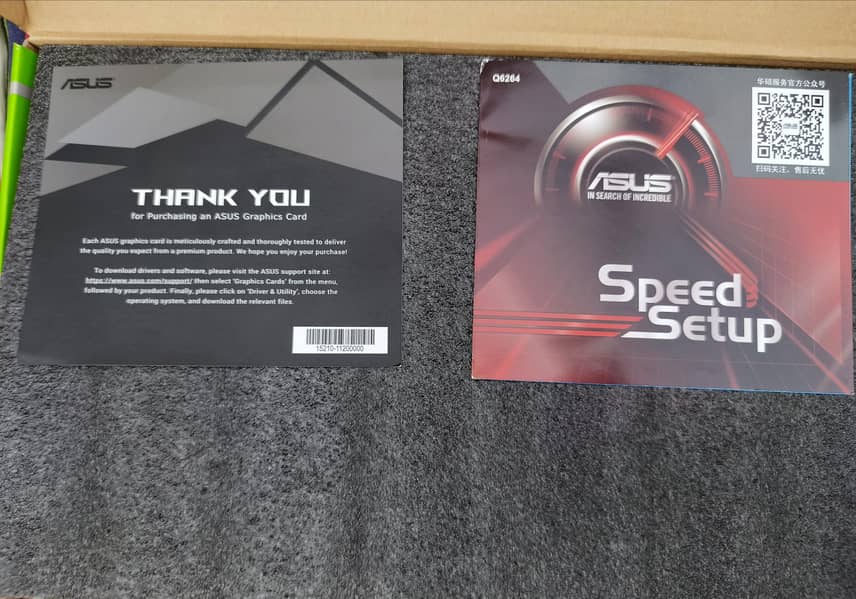 ASUS
THANK YOU
for Purchasing an ASUS Graphics Card
Each ASUS graphics card is meticulously crafted and thoroughly tested to deliver
the quality you expect from a premium product. We hope you enjoy your purchase!
To download drivers and software, please visit the ASUS support site at:
https://www.asus.com/support/ then select "Graphics Cards" from the menu,
followed by your product. Finally, please click on "Driver & Utility", choose the
operating system, and download the relevant files.
15210-11200000
Q6264
华硕服务官方公众号
ASUS
扫码关注，售后无忧
ASUS
IN SEARCH OF INCREDIBLE
Speed
Setup